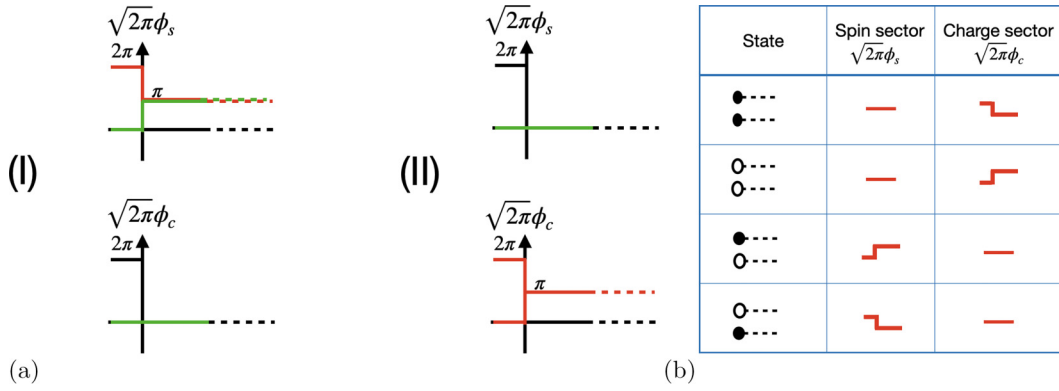 √2πϕs
2π
π
(I)
√2πϕc
2π
(a)
√2πϕs
2π
(II)
√2πϕc
2π
π
State
Spin sector
√2πϕs
Charge sector
√2πϕc
(b)